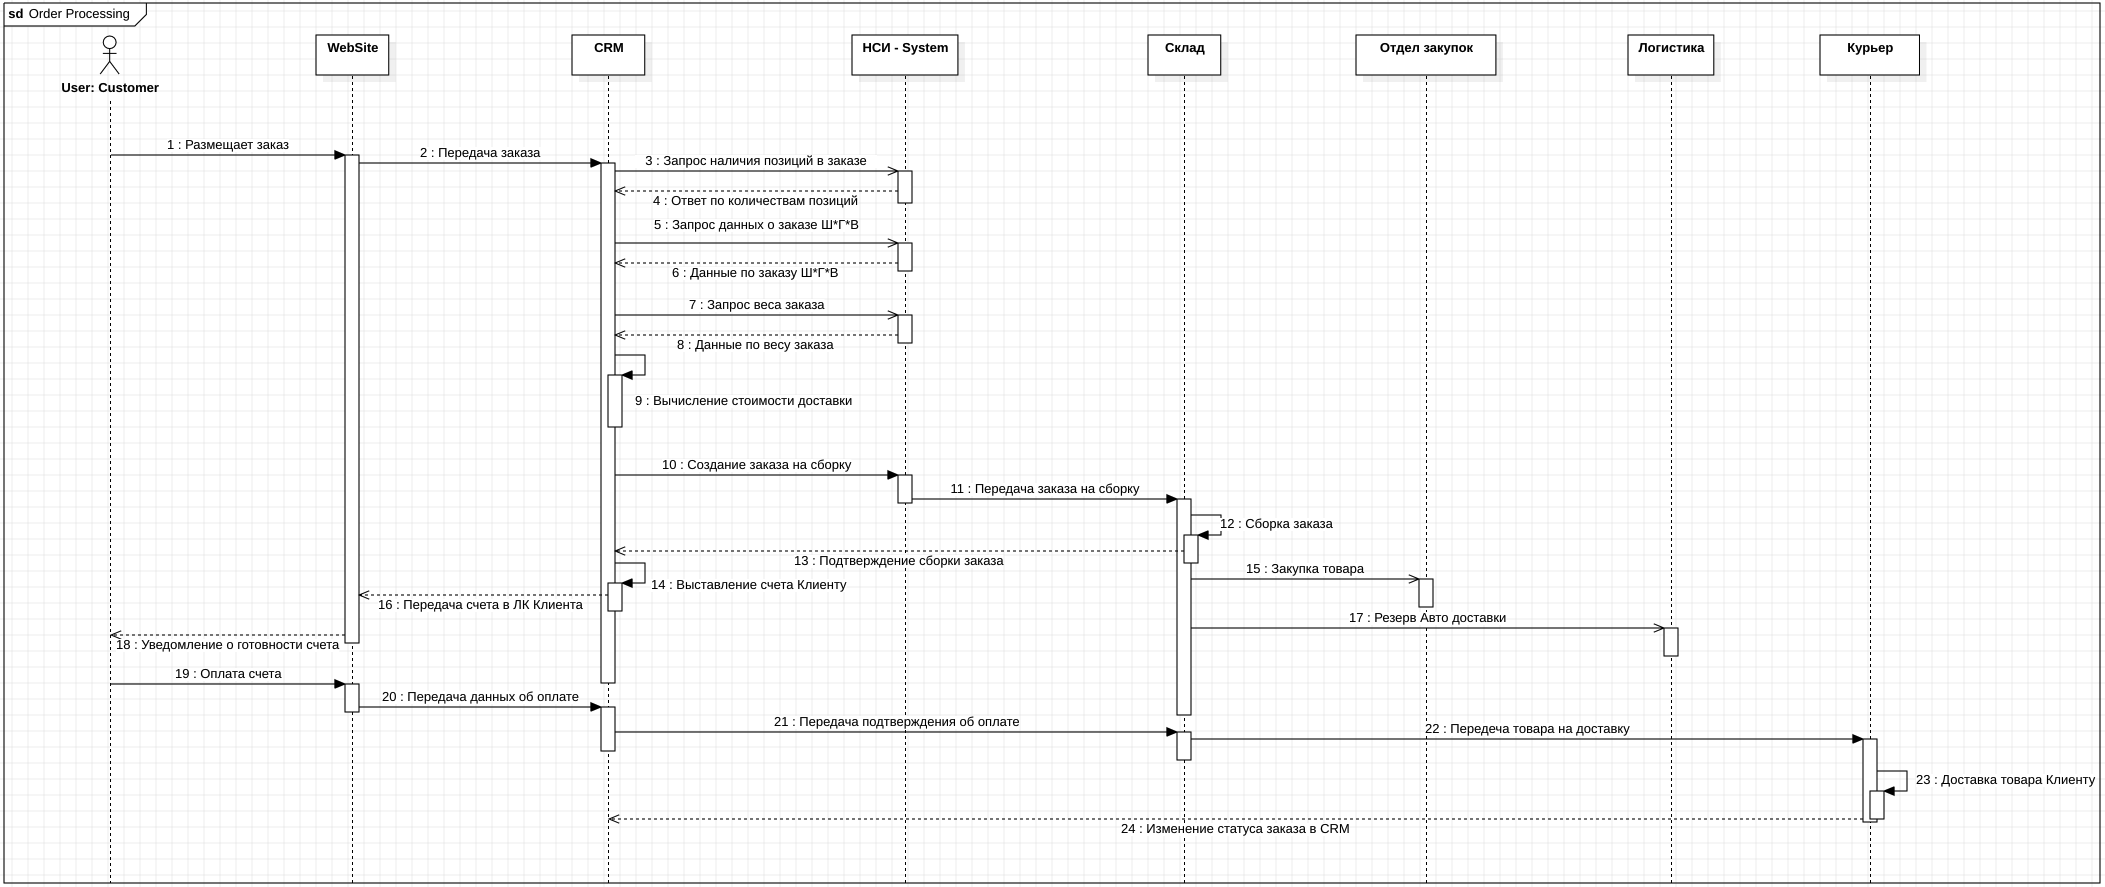 sd Order Processing
User: Customer
WebSite
CRM
НСИ - System
Склад
Отдел закупок
Логистика
Курьер
1 : Размещает заказ
2 : Передача заказа
3 : Запрос наличия позиций в заказе
4 : Ответ по количествам позиций
5 : Запрос данных о заказе Ш*Г*В
6 : Данные по заказу Ш*Г*В
7 : Запрос веса заказа
8 : Данные по весу заказа
9 : Вычисление стоимости доставки
10 : Создание заказа на сборку
11 : Передача заказа на сборку
12 : Сборка заказа
13 : Подтверждение сборки заказа
14 : Выставление счета Клиенту
15 : Закупка товара
16 : Передача счета в ЛК Клиента
17 : Резерв Авто доставки
18 : Уведомление о готовности счета
19 : Оплата счета
20 : Передача данных об оплате
21 : Передача подтверждения об оплате
22 : Передеча товара на доставку
23 : Доставка товара Клиенту
24 : Изменение статуса заказа в CRM